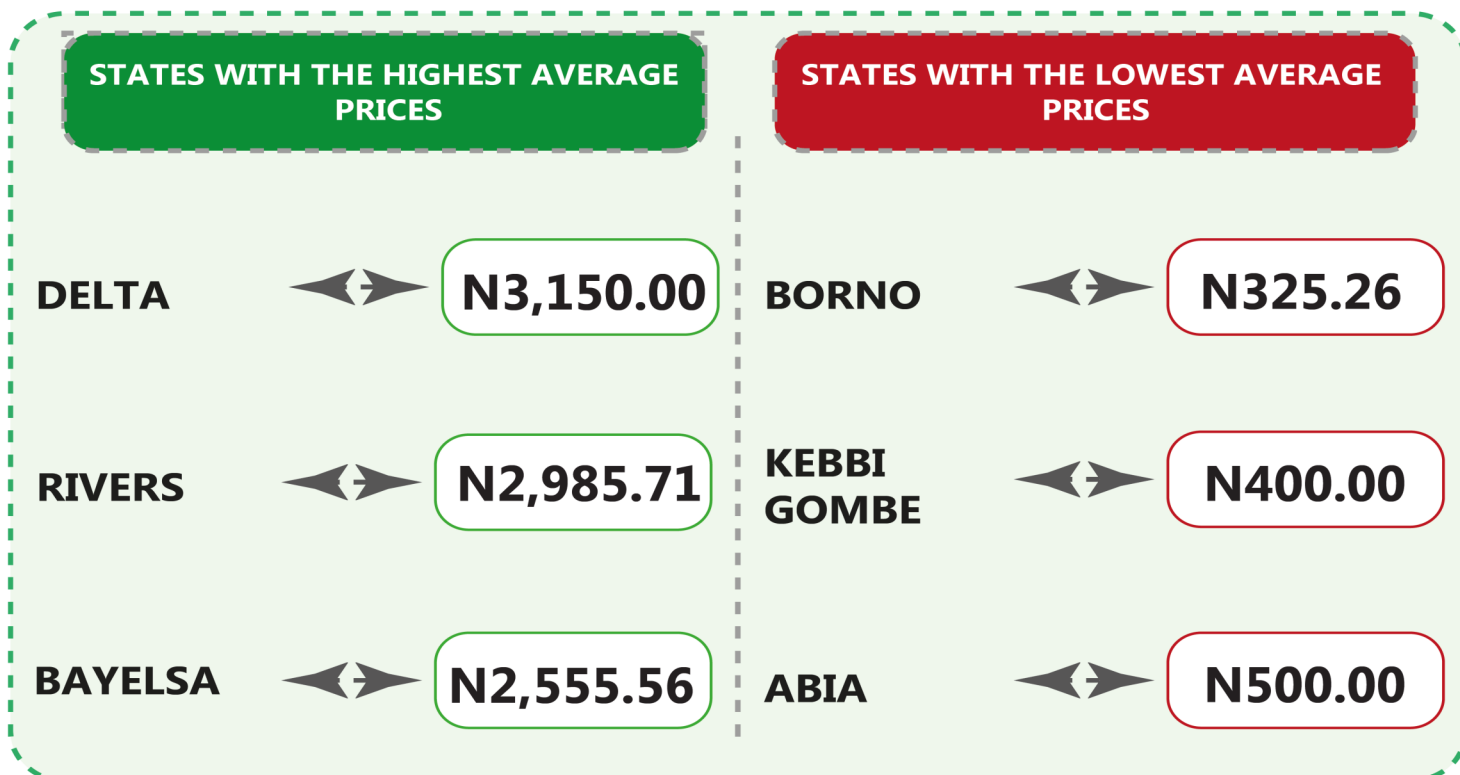 STATES WITH THE HIGHEST AVERAGE
PRICES
DELTA
N3,150.00
RIVERS
N2,985.71
BAYELSA
N2,555.56
STATES WITH THE LOWEST AVERAGE
PRICES
BORNO
N325.26
KEBBI
GOMBE
N400.00
ABIA
N500.00